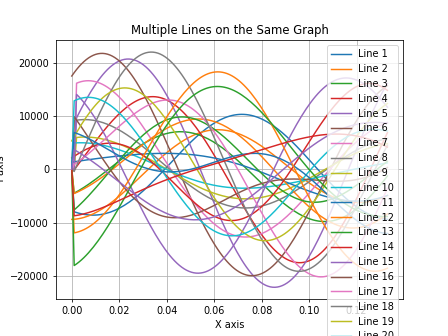 Multiple Lines on the Same Graph
20000
10000
0
−10000
−20000
axis
0.00
0.02
0.04
0.06
0.08
0.10
X axis
Line 1
Line 2
Line 3
Line 4
Line 5
Line 6
Line 7
Line 8
Line 9
Line 10
Line 11
Line 12
Line 13
Line 14
Line 15
Line 16
Line 17
Line 18
Line 19
Line 20